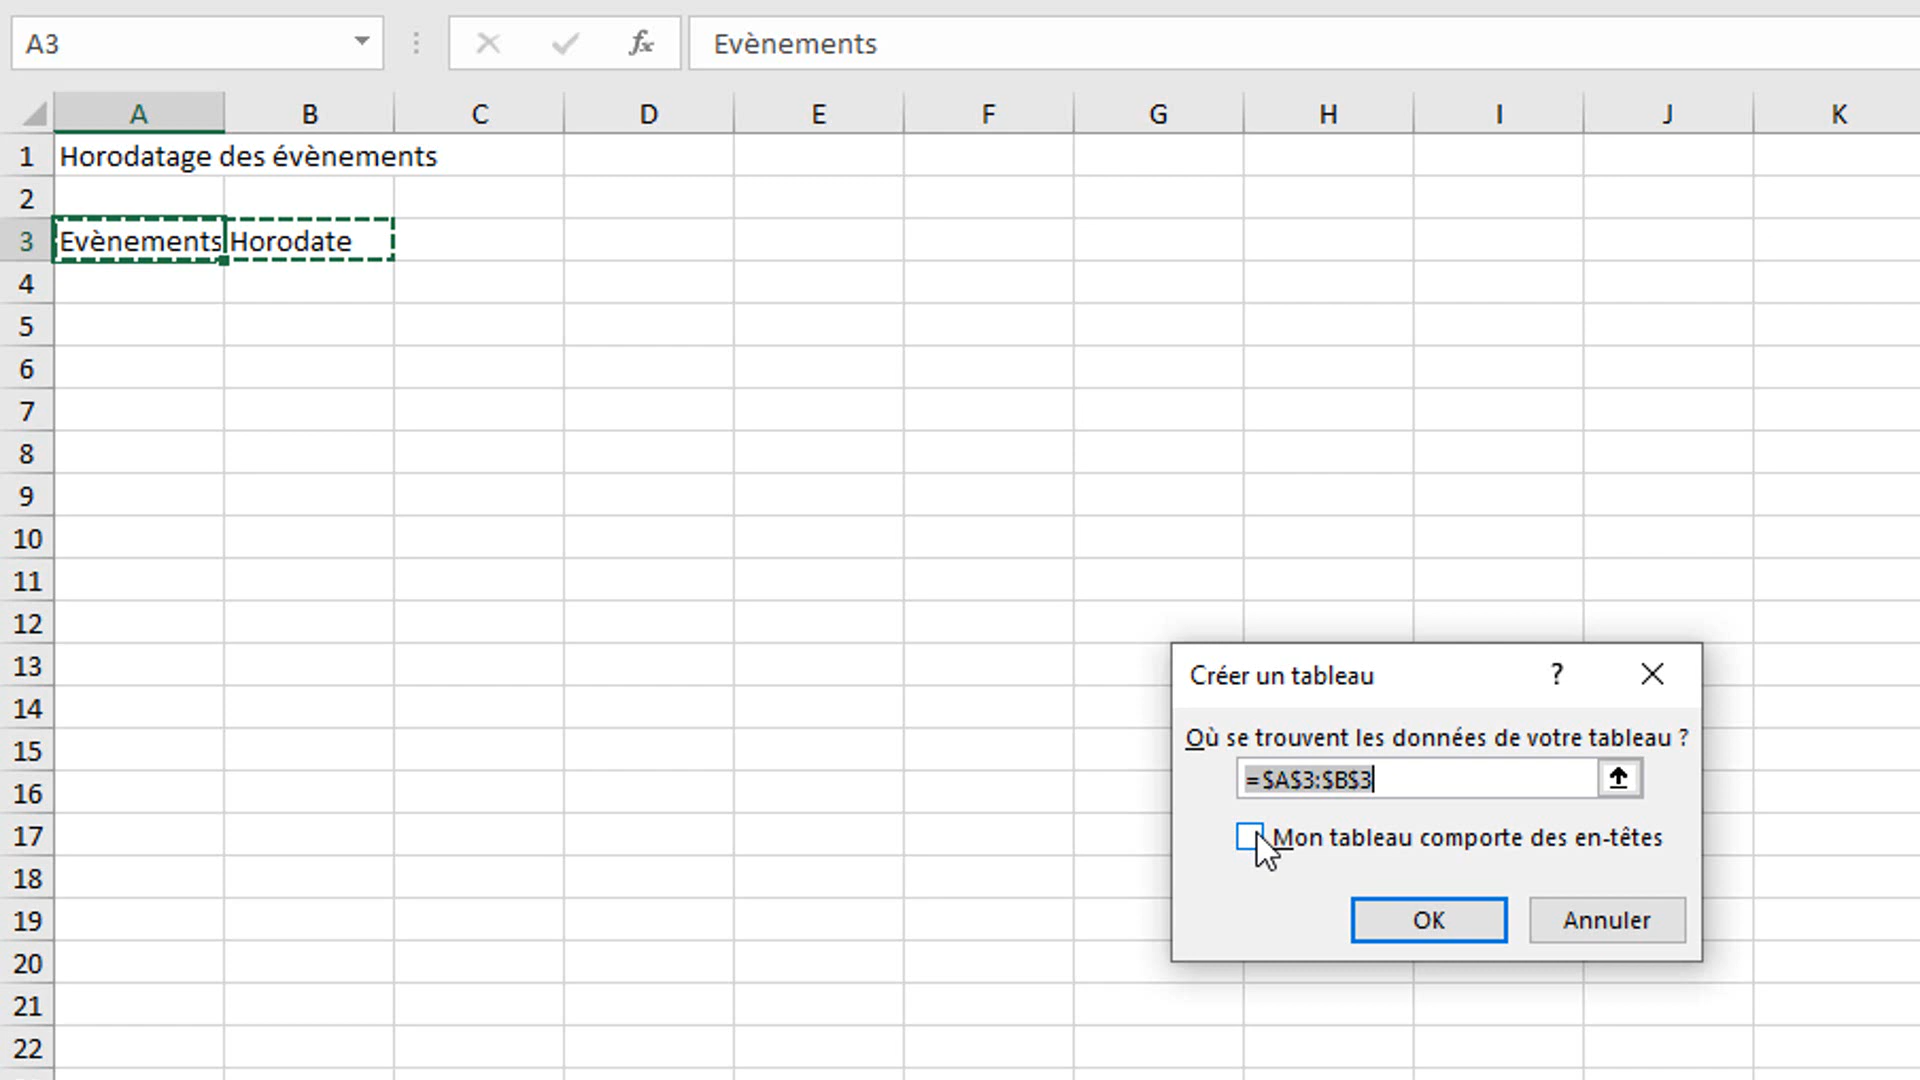 A3 fx Evènements
A B C D E F G H I J K
1 Horodatage des évènements
2
3 Evènements Horodate
4
5
6
7
8
9
10
11
12
13
14
15
16
17
18
19
20
21
22
Créer un tableau ?
Où se trouvent les données de votre tableau ?
=$A$3:$B$3
Mon tableau comporte des en-têtes
OK Annuler